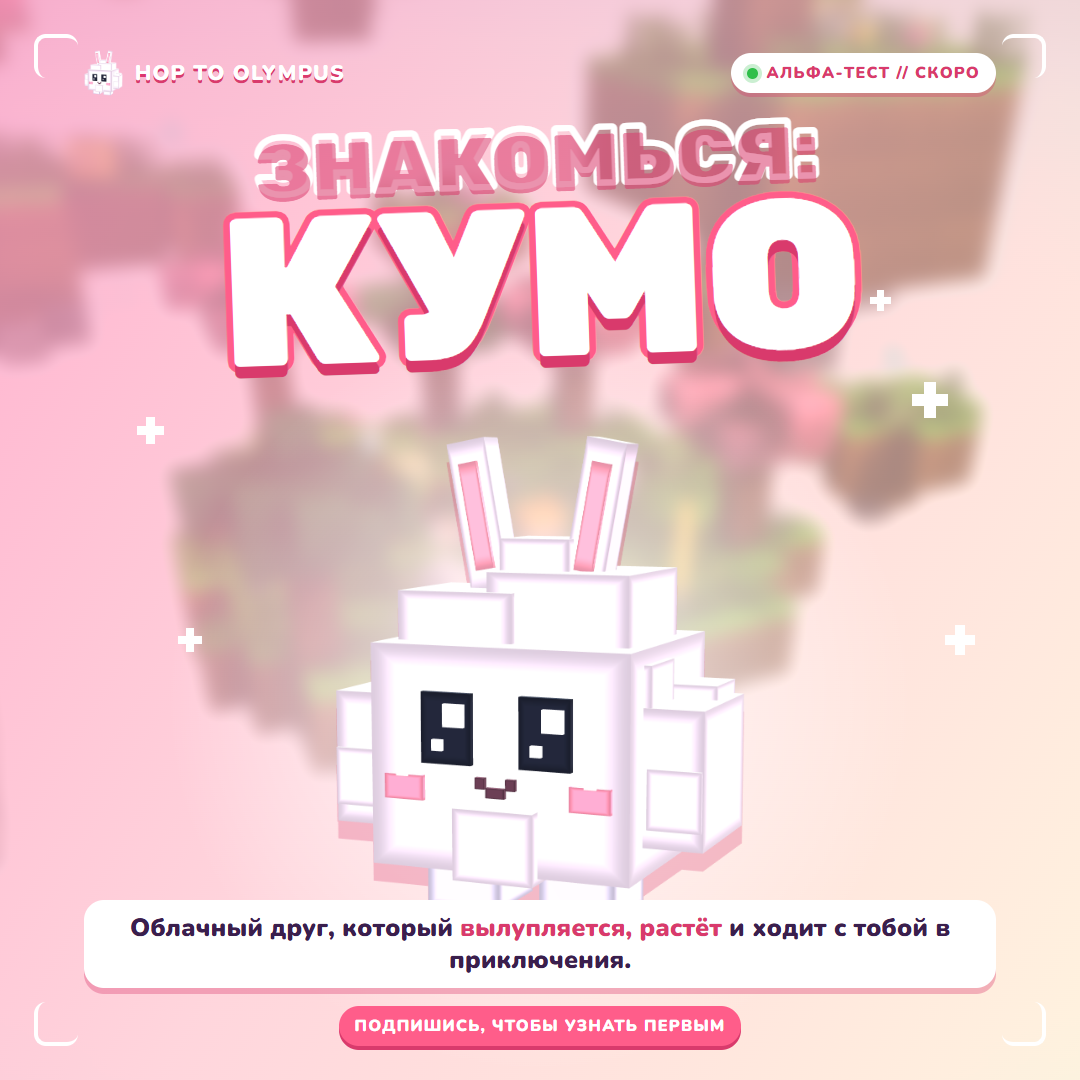 HOP TO OLYMPUS
АЛЬФА-ТЕСТ // СКОРО
ЗНАКОМЬСЯ:
КУМО
Облачный друг, который вылупляется, растёт и ходит с тобой в
приключения.
ПОДПИШИСЬ, ЧТОБЫ УЗНАТЬ ПЕРВЫМ